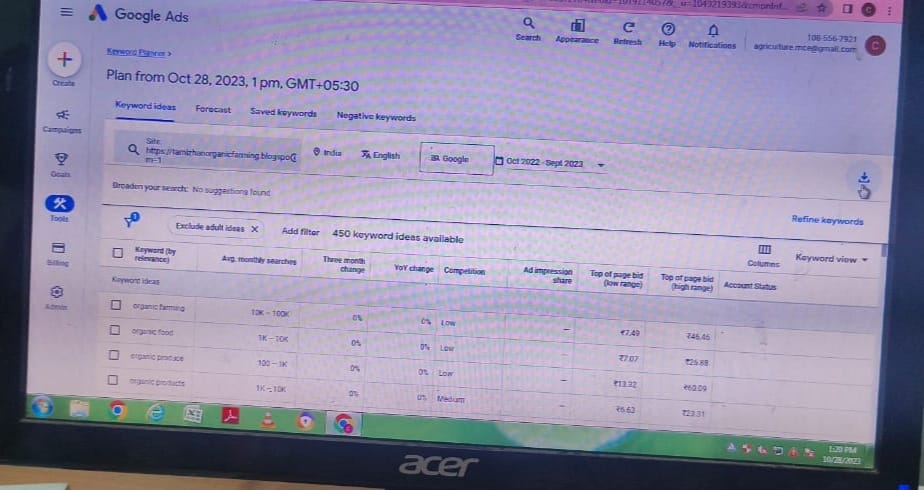 Google Ads
Search
Appearance
Refresh
Help
Notifications
agriculture.mce@gmail.com
C
Keyword Planner >
Plan from Oct 28, 2023, 1 pm, GMT+05:30
Create
Campaigns
Goals
Tools
Billing
Admin
Keyword ideas
Forecast
Saved keywords
Negative keywords
Site:
https://tamizhanorganicfarming.blogspo
m=1
India
English
Google
Oct 2022 - Sept 2023
Broaden your search: No suggestions found
Refine keywords
1
Exclude adult ideas X
Add filter
450 keyword ideas available
Columns
Keyword view
Keyword (by relevance) Avg. monthly searches Three month change YoY change Competition Ad impression share Top of page bid (low range) Top of page bid (high range) Account Status
Keyword ideas
organic farming 10K – 100K 0% 0% Low – ₹7.49 ₹46.46
organic food 1K – 10K 0% 0% Low – ₹7.07 ₹26.88
organic produce 100 – 1K 0% 0% Low – ₹13.32 ₹60.09
organic products 1K – 10K 0% 0% Medium – ₹6.63 ₹23.31
1:20 PM
10/28/2023
acer